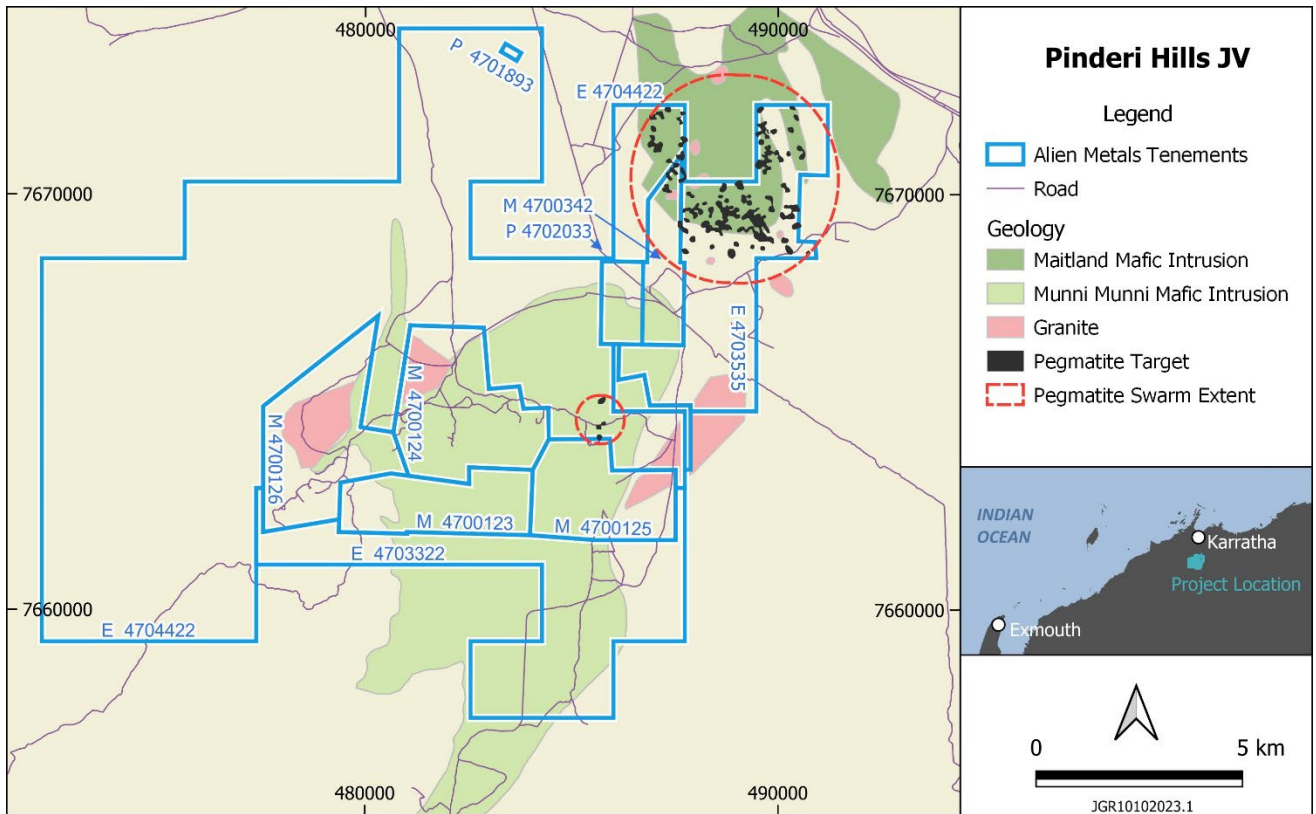 480000
490000
P 4701893
E 4704422
7670000
7670000
M 4700342
P 4702033
E 4703535
M 4700124
M 4700126
M 4700123
M 4700125
E 4703322
7660000
7660000
E 4704422
480000
490000
Pinderi Hills JV
Legend
Alien Metals Tenements
Road
Geology
Maitland Mafic Intrusion
Munni Munni Mafic Intrusion
Granite
Pegmatite Target
Pegmatite Swarm Extent
INDIAN
OCEAN
Karratha
Project Location
Exmouth
0
5 km
JGR10102023.1